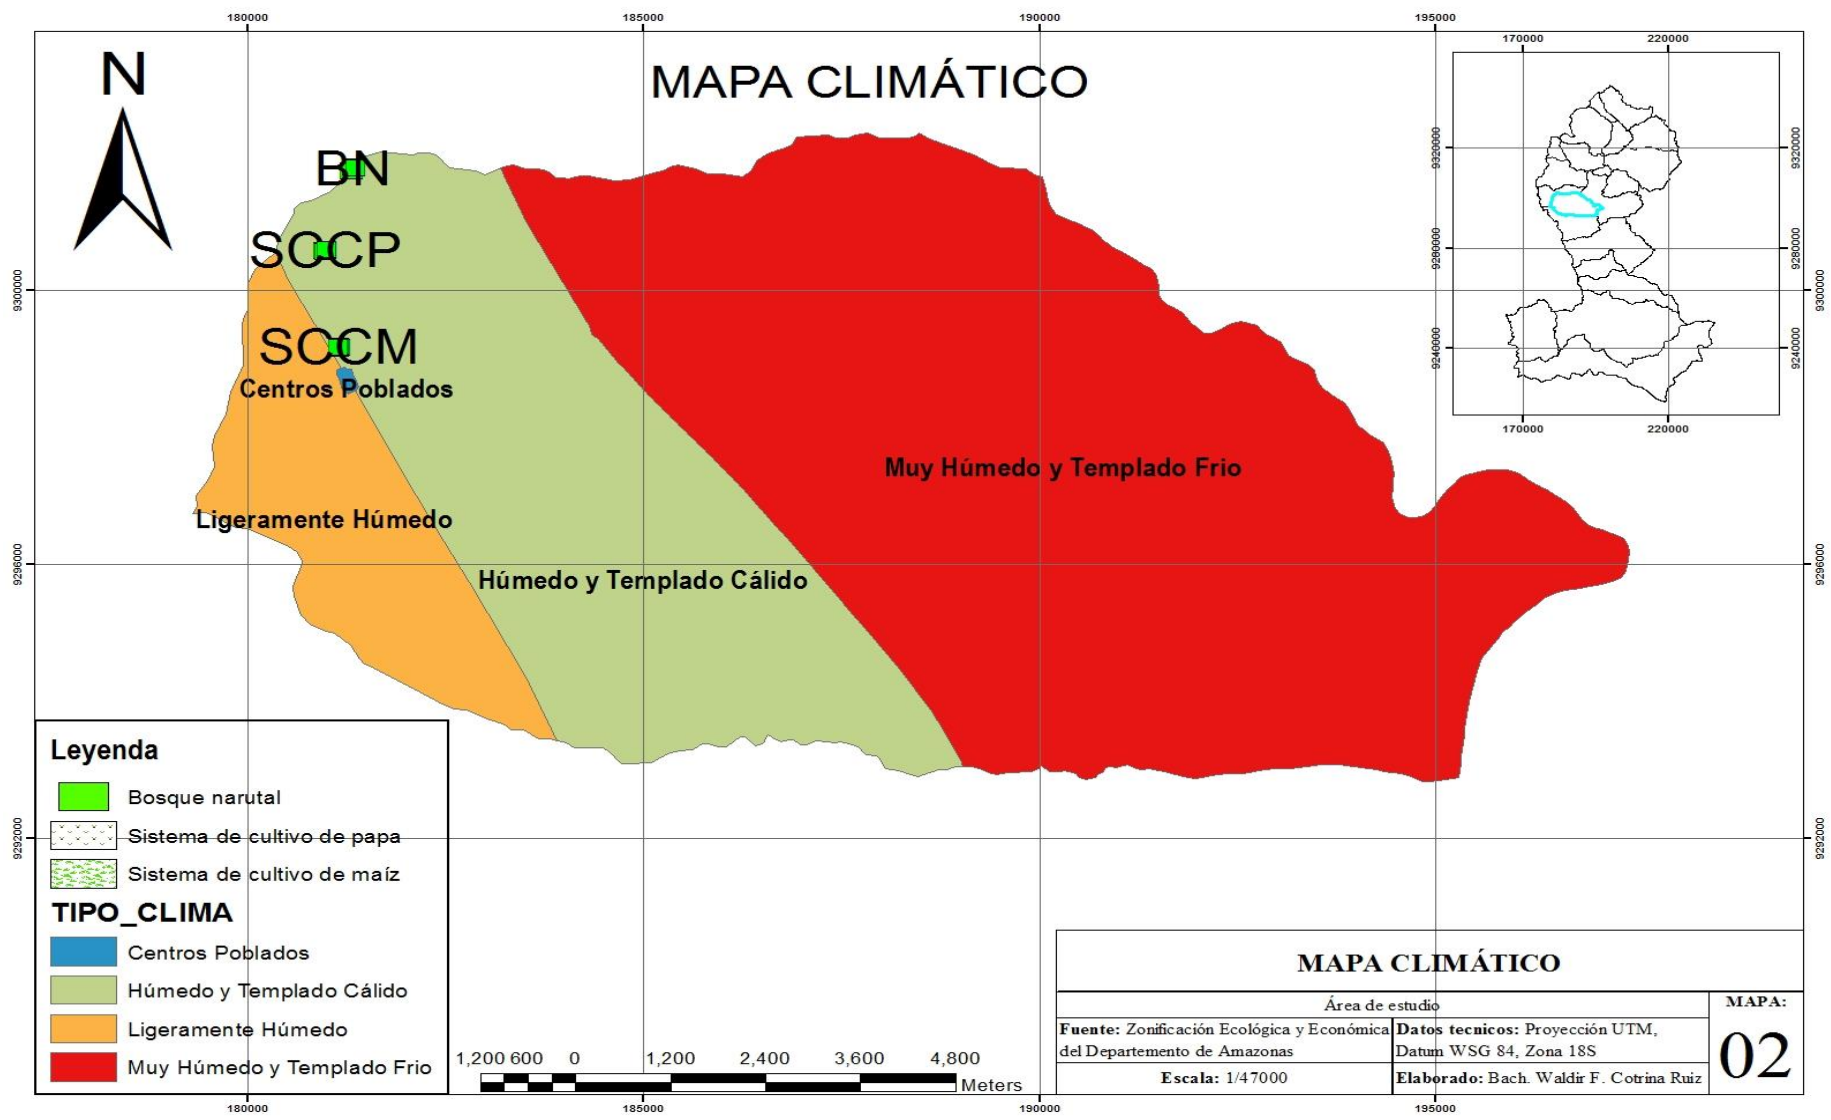 180000
185000
190000
195000
N
MAPA CLIMÁTICO
170000
220000
9320000
9320000
9280000
9280000
9240000
9240000
170000
220000
BN
SCCP
9300000
9300000
SCCM
Centros Poblados
Muy Húmedo y Templado Frio
Ligeramente Húmedo
9296000
9296000
Húmedo y Templado Cálido
9292000
9292000
Leyenda
Bosque narutal
Sistema de cultivo de papa
Sistema de cultivo de maíz
TIPO_CLIMA
Centros Poblados
Húmedo y Templado Cálido
Ligeramente Húmedo
Muy Húmedo y Templado Frio
1,200 600 0 1,200 2,400 3,600 4,800
Meters
MAPA CLIMÁTICO
Área de estudio
Fuente: Zonificación Ecológica y Económica
del Departemento de Amazonas
Datos tecnicos: Proyección UTM,
Datum WSG 84, Zona 18S
Escala: 1/47000
Elaborado: Bach. Waldir F. Cotrina Ruiz
MAPA:
02
180000
185000
190000
195000